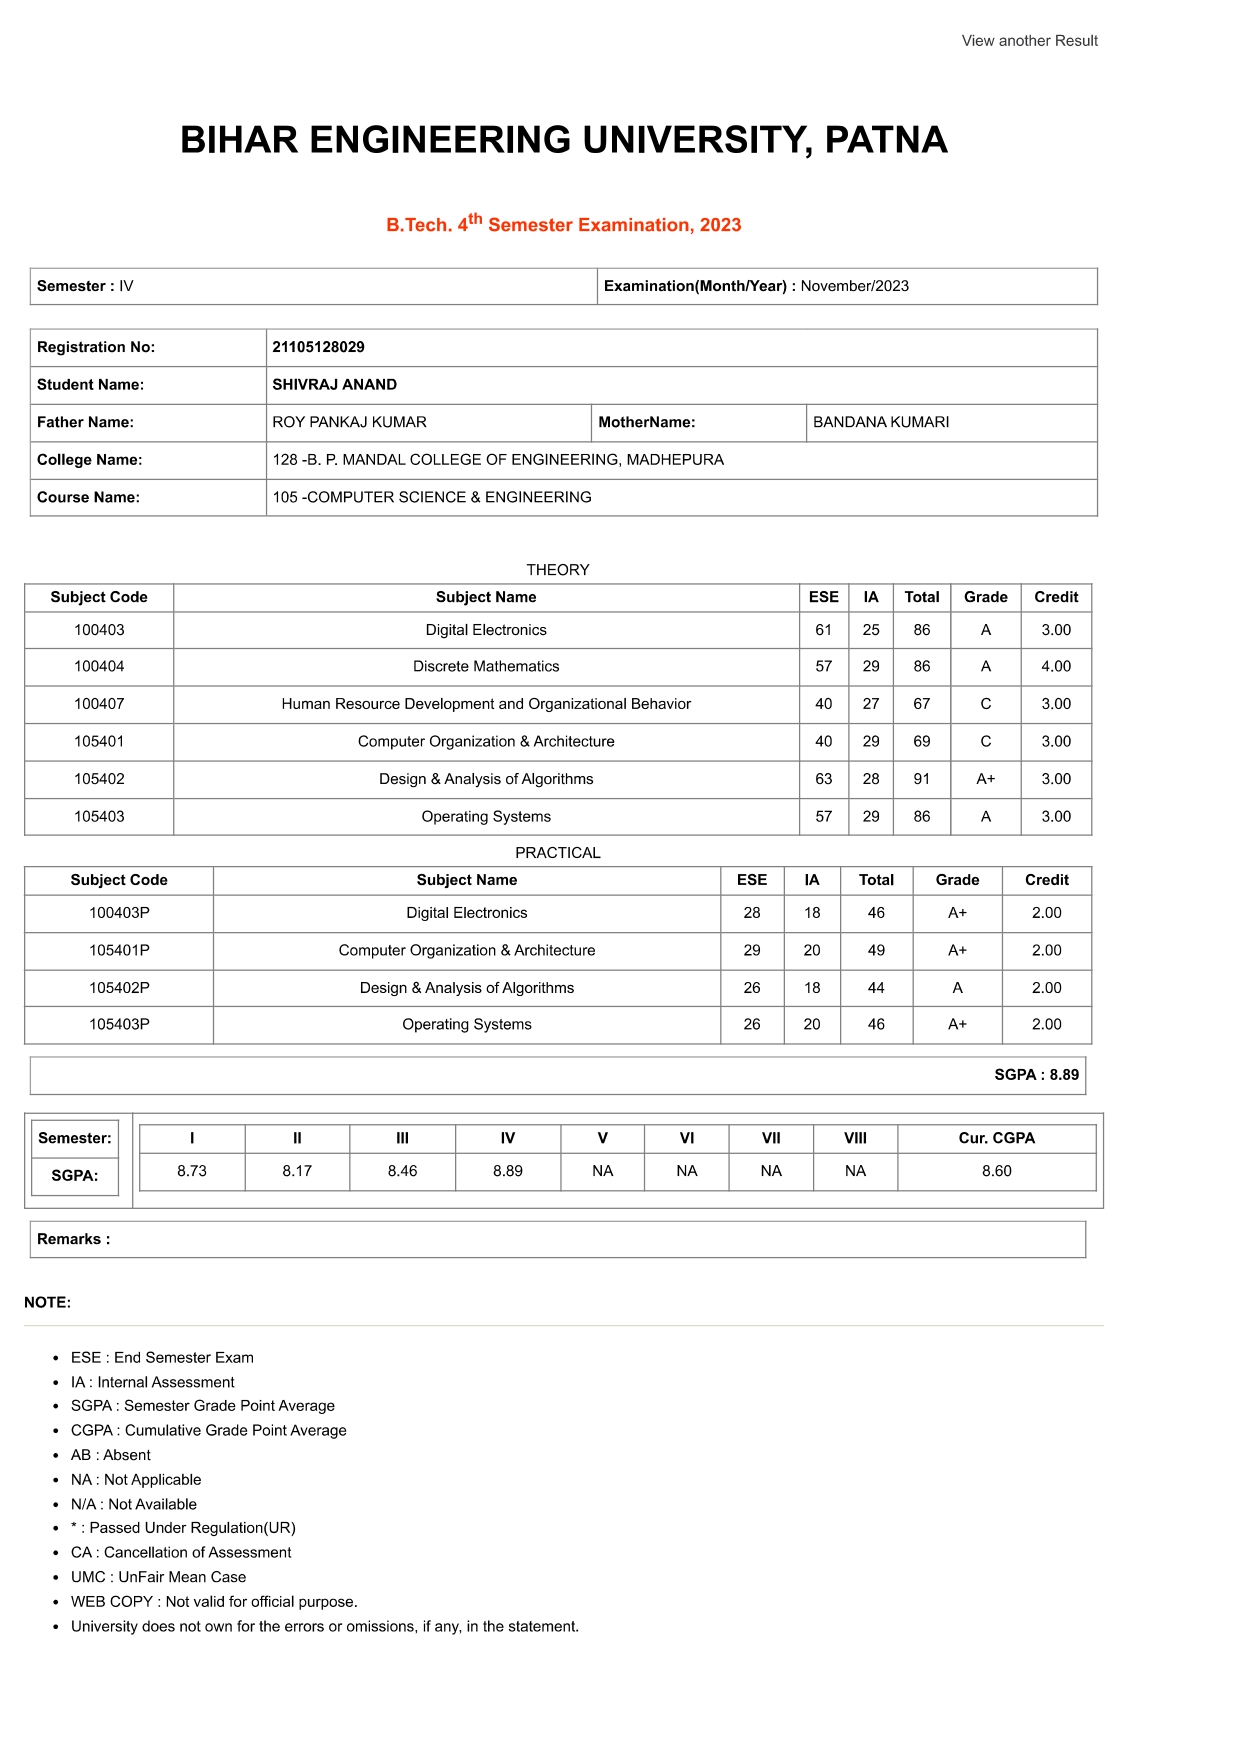 View another Result
BIHAR ENGINEERING UNIVERSITY, PATNA
B.Tech. 4th Semester Examination, 2023
Semester : IV Examination(Month/Year) : November/2023
Registration No: 21105128029
Student Name: SHIVRAJ ANAND
Father Name: ROY PANKAJ KUMAR MotherName: BANDANA KUMARI
College Name: 128 -B. P. MANDAL COLLEGE OF ENGINEERING, MADHEPURA
Course Name: 105 -COMPUTER SCIENCE & ENGINEERING
THEORY
Subject Code Subject Name ESE IA Total Grade Credit
100403 Digital Electronics 61 25 86 A 3.00
100404 Discrete Mathematics 57 29 86 A 4.00
100407 Human Resource Development and Organizational Behavior 40 27 67 C 3.00
105401 Computer Organization & Architecture 40 29 69 C 3.00
105402 Design & Analysis of Algorithms 63 28 91 A+ 3.00
105403 Operating Systems 57 29 86 A 3.00
PRACTICAL
Subject Code Subject Name ESE IA Total Grade Credit
100403P Digital Electronics 28 18 46 A+ 2.00
105401P Computer Organization & Architecture 29 20 49 A+ 2.00
105402P Design & Analysis of Algorithms 26 18 44 A 2.00
105403P Operating Systems 26 20 46 A+ 2.00
SGPA : 8.89
Semester: I II III IV V VI VII VIII Cur. CGPA
SGPA: 8.73 8.17 8.46 8.89 NA NA NA NA 8.60
Remarks :
NOTE:
• ESE : End Semester Exam
• IA : Internal Assessment
• SGPA : Semester Grade Point Average
• CGPA : Cumulative Grade Point Average
• AB : Absent
• NA : Not Applicable
• N/A : Not Available
• * : Passed Under Regulation(UR)
• CA : Cancellation of Assessment
• UMC : UnFair Mean Case
• WEB COPY : Not valid for official purpose.
• University does not own for the errors or omissions, if any, in the statement.